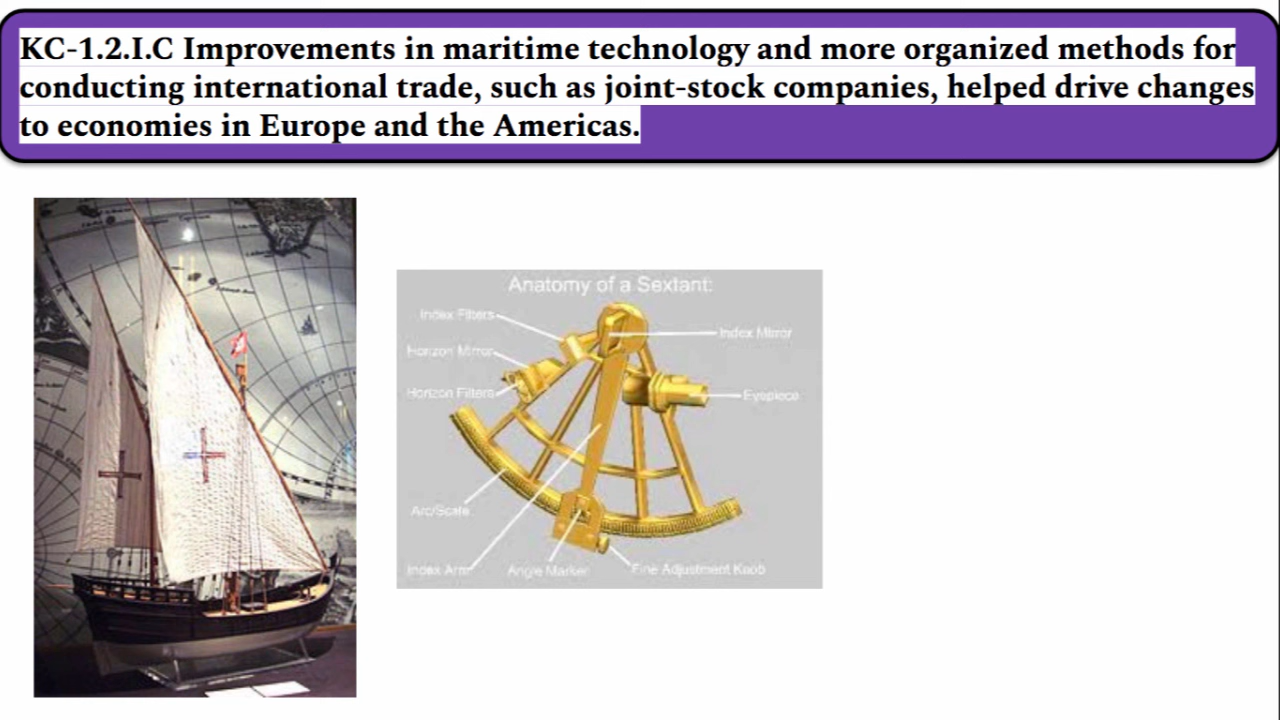 KC-1.2.I.C Improvements in maritime technology and more organized methods for
conducting international trade, such as joint-stock companies, helped drive changes
to economies in Europe and the Americas.
Anatomy of a Sextant:
Index Filters
Index Mirror
Horizon Mirror
Horizon Filters
Eyepiece
Arc/Scale
Index Arm
Angle Marker
Fine Adjustment Knob